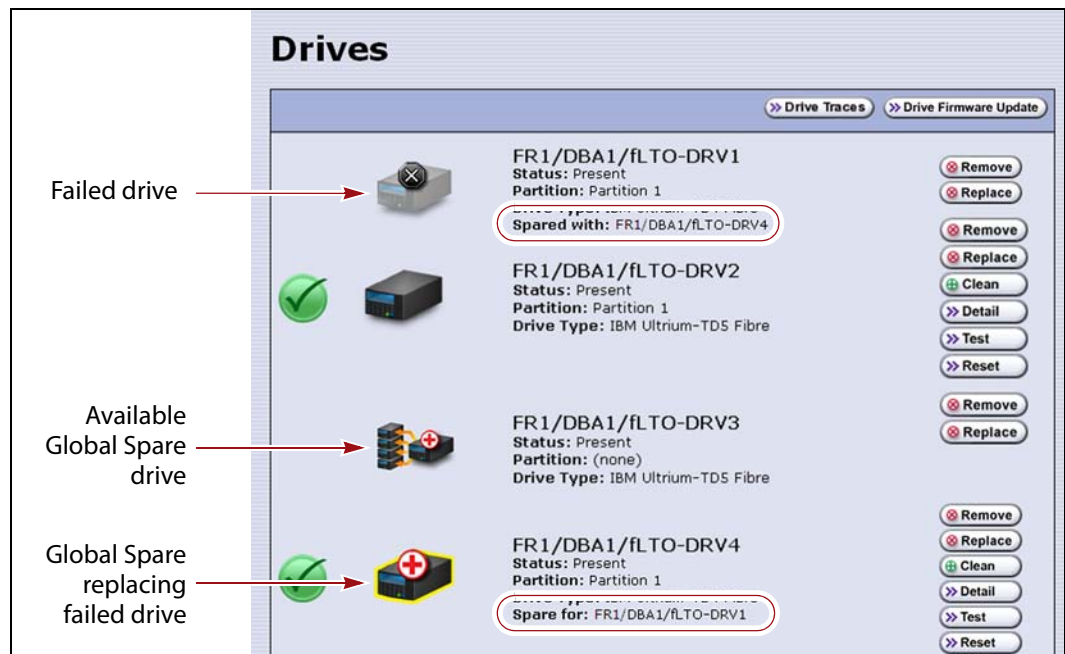 Drives
Drive Traces
Drive Firmware Update
Failed drive
FR1/DBA1/fLTO-DRV1
Status: Present
Partition: Partition 1
Spared with: FR1/DBA1/fLTO-DRV4
Remove
Replace
FR1/DBA1/fLTO-DRV2
Status: Present
Partition: Partition 1
Drive Type: IBM Ultrium-TD5 Fibre
Remove
Replace
Clean
Detail
Test
Reset
Available
Global Spare
drive
FR1/DBA1/fLTO-DRV3
Status: Present
Partition: (none)
Drive Type: IBM Ultrium-TD5 Fibre
Remove
Replace
Global Spare
replacing
failed drive
FR1/DBA1/fLTO-DRV4
Status: Present
Partition: Partition 1
Spare for: FR1/DBA1/fLTO-DRV1
Remove
Replace
Clean
Detail
Test
Reset